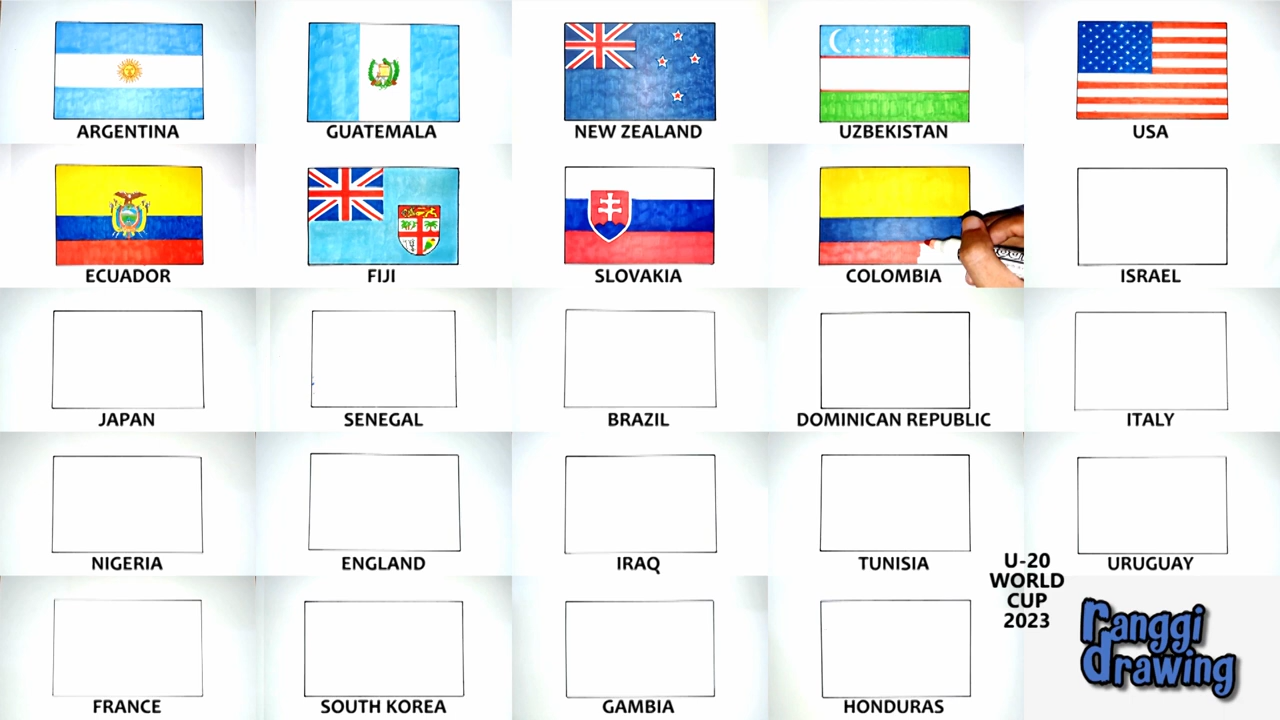 ARGENTINA
GUATEMALA
NEW ZEALAND
UZBEKISTAN
USA
ECUADOR
FIJI
SLOVAKIA
COLOMBIA
ISRAEL
JAPAN
SENEGAL
BRAZIL
DOMINICAN REPUBLIC
ITALY
NIGERIA
ENGLAND
IRAQ
TUNISIA
URUGUAY
U-20
WORLD
CUP
2023
FRANCE
SOUTH KOREA
GAMBIA
HONDURAS
ranggi
drawing